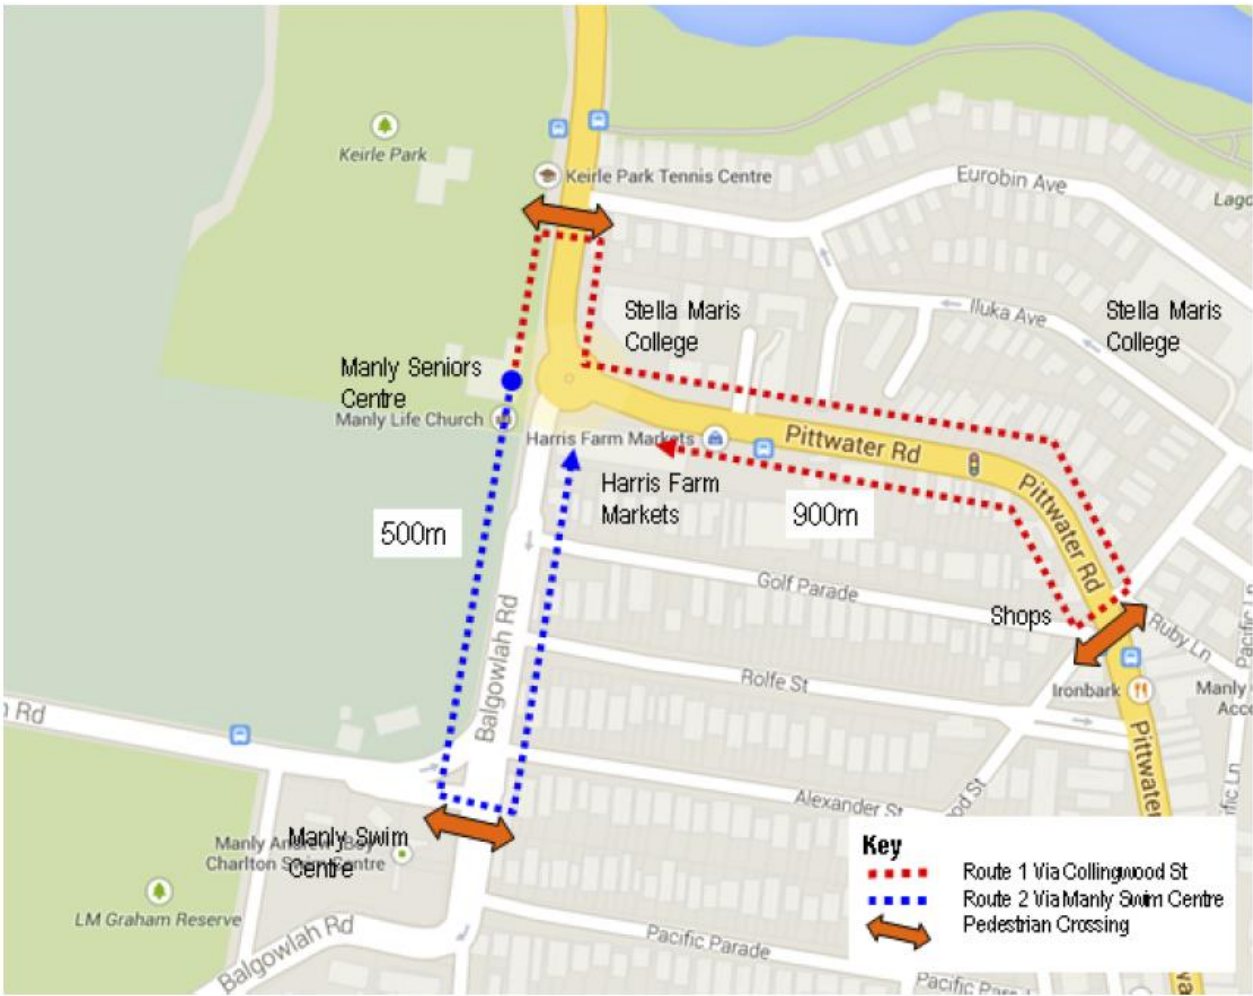 Keirle Park
Keirle Park Tennis Centre
Eurobin Ave
Stella Maris
College
Iluka Ave
Stella Maris
College
Manly Seniors
Centre
Manly Life Church
Harris Farm Markets
Pittwater Rd
Harris Farm
Markets
500m
900m
Pittwater Rd
Golf Parade
Shops
Ruby Ln
Balgowlah Rd
Rolfe St
Ironbark
Manly
Rd
Pittwater
Alexander St
Manly Swim
Centre
LM Graham Reserve
Balgowlah Rd
Pacific Parade
Key
Route 1 Via Collingwood St
Route 2 Via Manly Swim Centre
Pedestrian Crossing